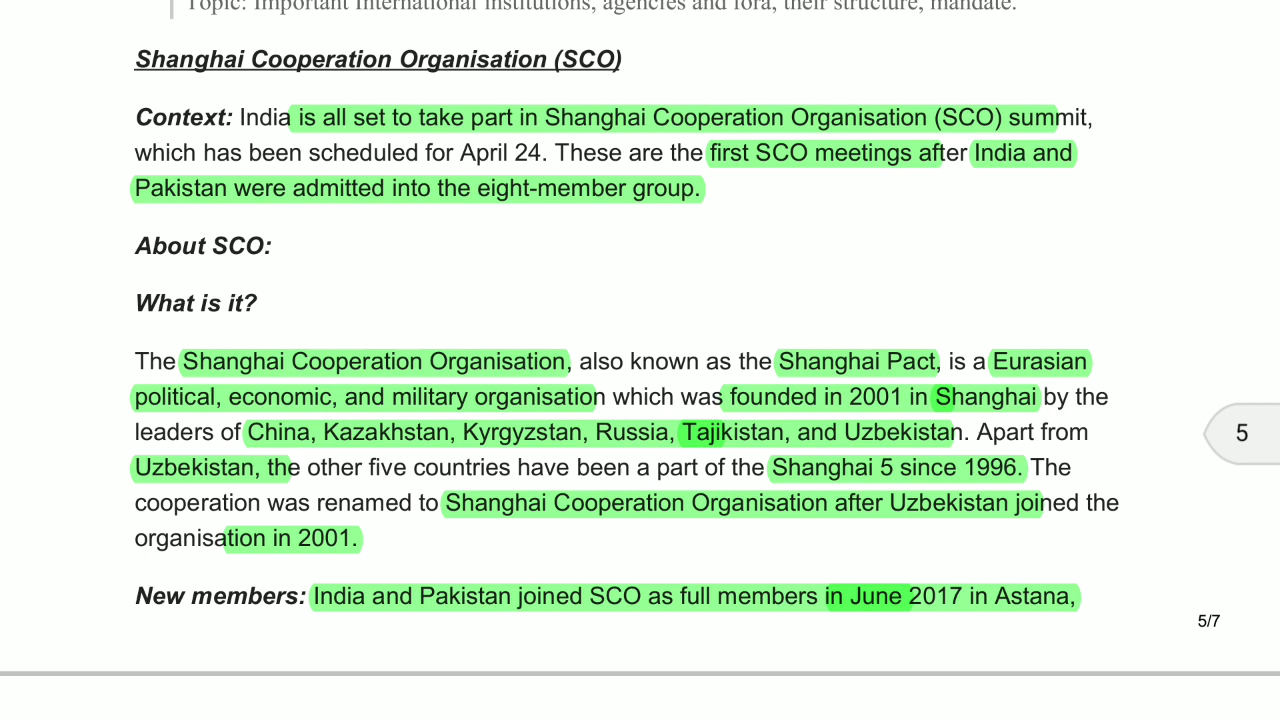 Topic: Important International institutions, agencies and fora, their structure, mandate.
Shanghai Cooperation Organisation (SCO)
Context: India is all set to take part in Shanghai Cooperation Organisation (SCO) summit,
which has been scheduled for April 24. These are the first SCO meetings after India and
Pakistan were admitted into the eight-member group.
About SCO:
What is it?
The Shanghai Cooperation Organisation, also known as the Shanghai Pact, is a Eurasian
political, economic, and military organisation which was founded in 2001 in Shanghai by the
leaders of China, Kazakhstan, Kyrgyzstan, Russia, Tajikistan, and Uzbekistan. Apart from
Uzbekistan, the other five countries have been a part of the Shanghai 5 since 1996. The
cooperation was renamed to Shanghai Cooperation Organisation after Uzbekistan joined the
organisation in 2001.
New members: India and Pakistan joined SCO as full members in June 2017 in Astana,
5/7
5